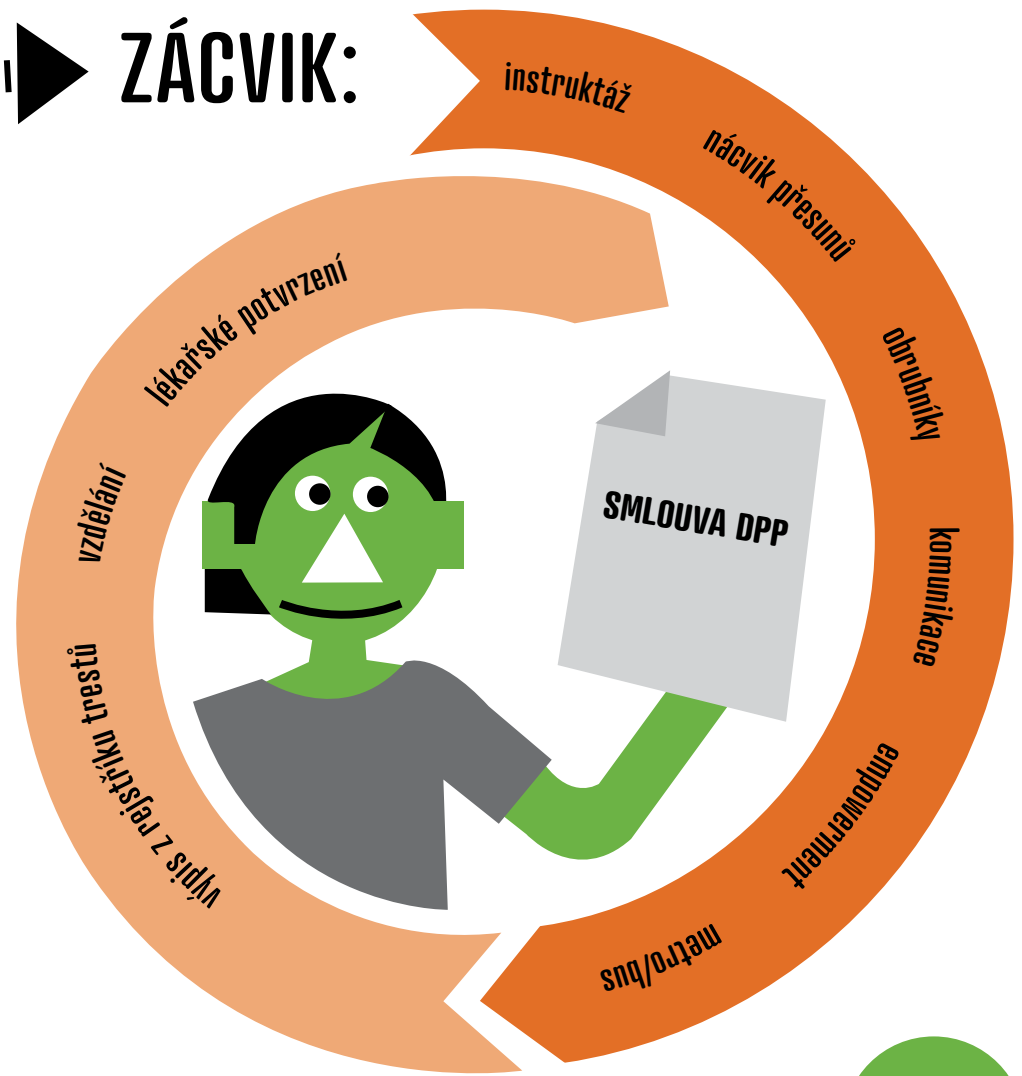 ZÁCVIK:
instruktáž
nácvik přesunů
obrubníky
komunikace
empowerment
metro/bus
výpis z rejstříku trestů
vzdělání
lékařské potvrzení
SMLOUVA DPP